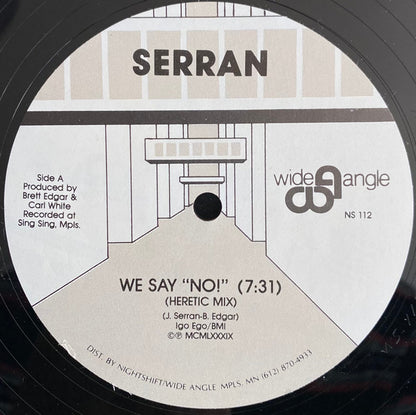 SERRAN
Side A
Produced by
Brett Edgar &
Carl White
Recorded at
Sing Sing, Mpls.
wide angle
NS 112
WE SAY "NO!" (7:31)
(HERETIC MIX)
(J. Serran-B. Edgar)
Igo Ego/BMI
©℗ MCMLXXXIX
DIST. BY NIGHTSHIFT/WIDE ANGLE MPLS, MN (612) 870-4933